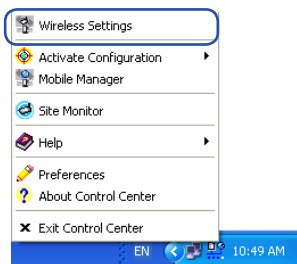 Wireless Settings
Activate Configuration
Mobile Manager
Site Monitor
Help
Preferences
About Control Center
Exit Control Center
EN 10:49 AM